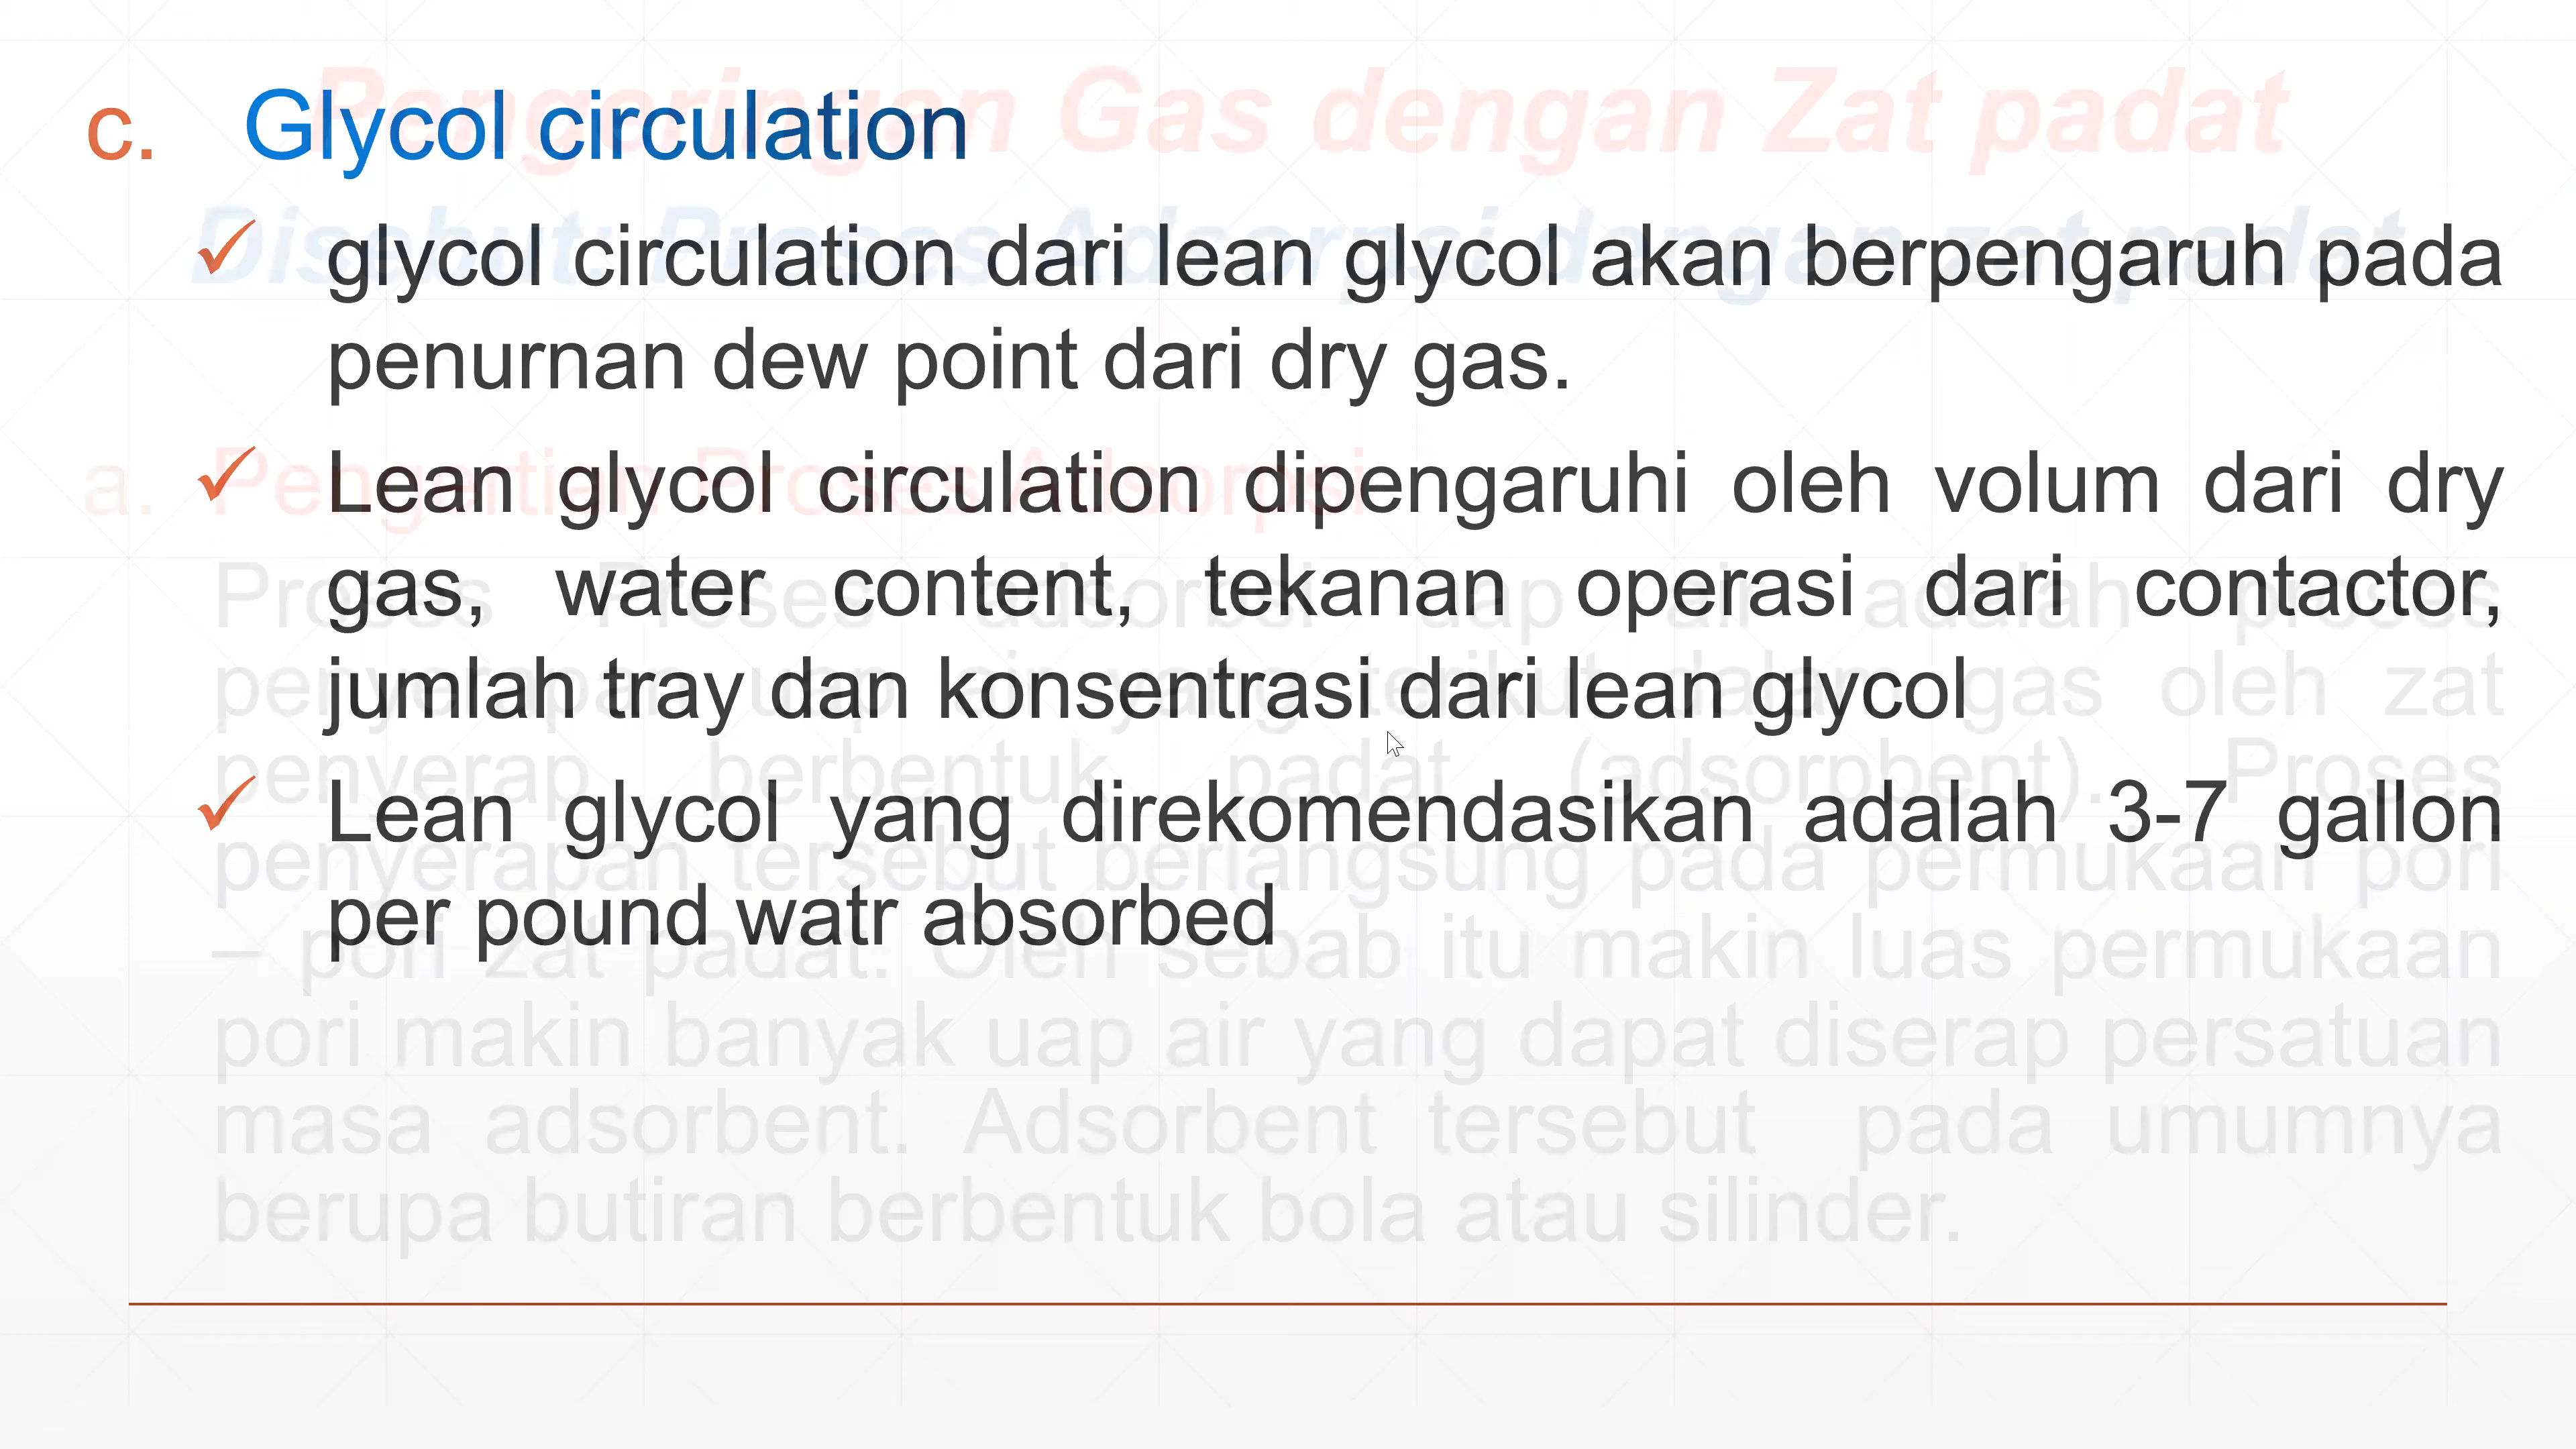 c. Glycol circulation
✓ glycol circulation dari lean glycol akan berpengaruh pada
penurnan dew point dari dry gas.
✓ Lean glycol circulation dipengaruhi oleh volum dari dry
gas, water content, tekanan operasi dari contactor,
jumlah tray dan konsentrasi dari lean glycol
✓ Lean glycol yang direkomendasikan adalah 3-7 gallon
per pound watr absorbed
Pengeringan Gas dengan Zat padat
Disebut: Proses Adsorpsi dengan zat padat
a. Pengertian Proses Adsorpsi
Proses Proses adsorbsi uap air adalah proses
penyerapan uap air yang terikut dalam gas oleh zat
penyerap berbentuk padat (adsorpbent). Proses
penyerapan tersebut berlangsung pada permukaan pori
– pori zat padat. Oleh sebab itu makin luas permukaan
pori makin banyak uap air yang dapat diserap persatuan
masa adsorbent. Adsorbent tersebut pada umumnya
berupa butiran berbentuk bola atau silinder.